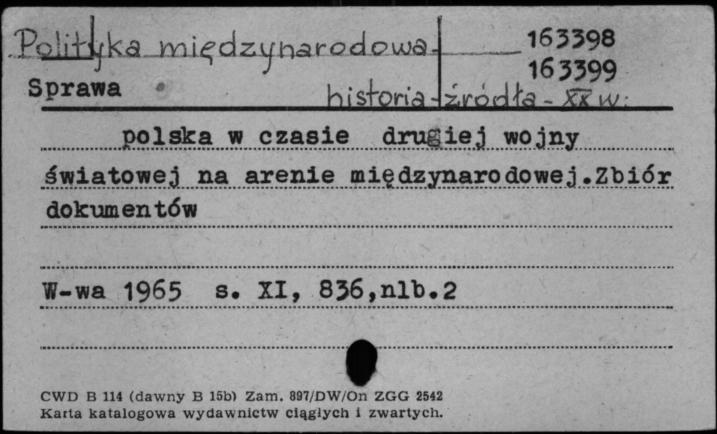 Polityka międzynarodowa- 163398
163399
Sprawa
historia-źródła-XX w.
polska w czasie drugiej wojny
światowej na arenie międzynarodowej.Zbiór
dokumentów
W-wa 1965 s. XI, 836,nlb.2
CWD B 114 (dawny B 15b) Zam. 897/DW/On ZGG 2542
Karta katalogowa wydawnictw ciągłych i zwartych.